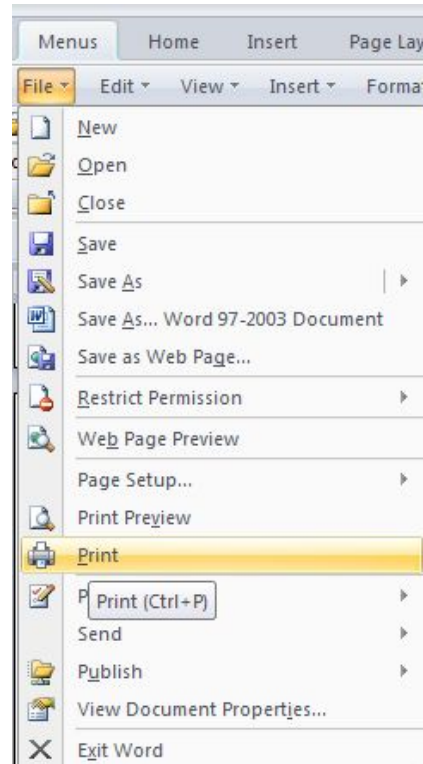 Menus Home Insert Page Lay
File Edit View Insert Forma
New
Open
Close
Save
Save As
Save As... Word 97-2003 Document
Save as Web Page...
Restrict Permission
Web Page Preview
Page Setup...
Print Preview
Print
P Print (Ctrl+P)
Send
Publish
View Document Properties...
Exit Word